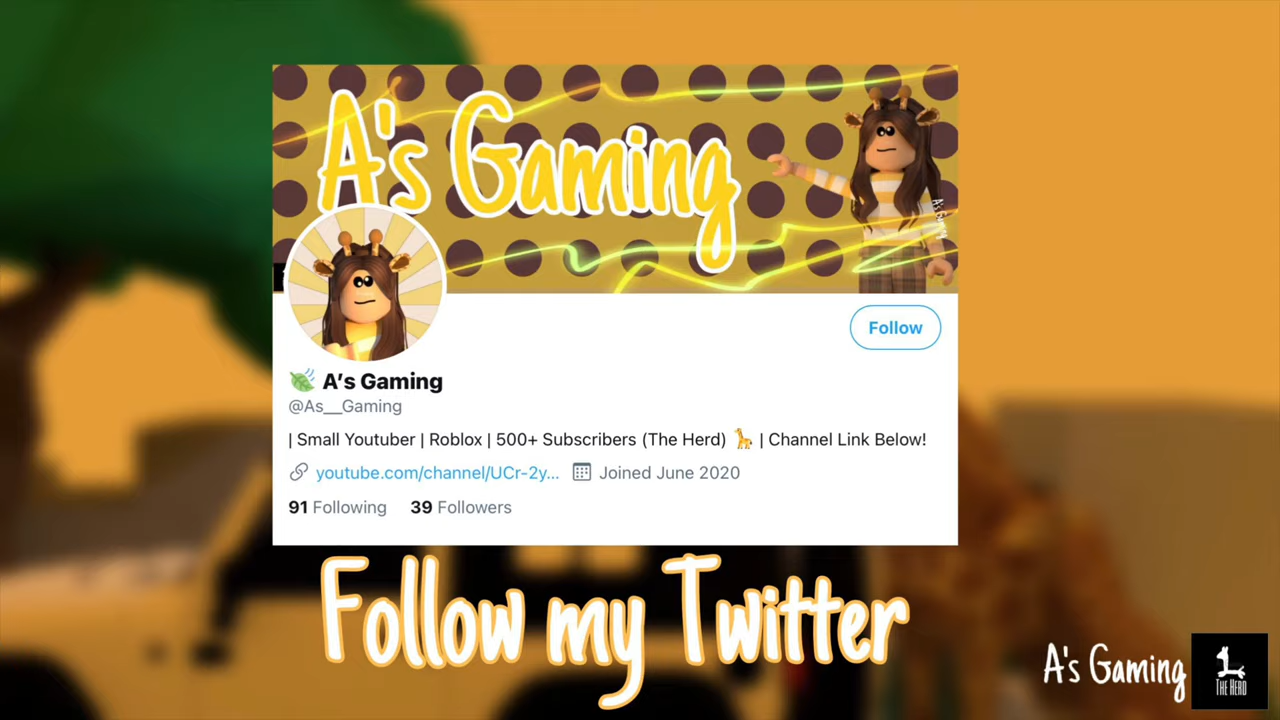 A's Gaming
A's Gaming
Follow
🍃 A's Gaming
@As__Gaming
| Small Youtuber | Roblox | 500+ Subscribers (The Herd) 🦒 | Channel Link Below!
youtube.com/channel/UCr-2y... Joined June 2020
91 Following 39 Followers
Follow my Twitter
A's Gaming
THE HERD